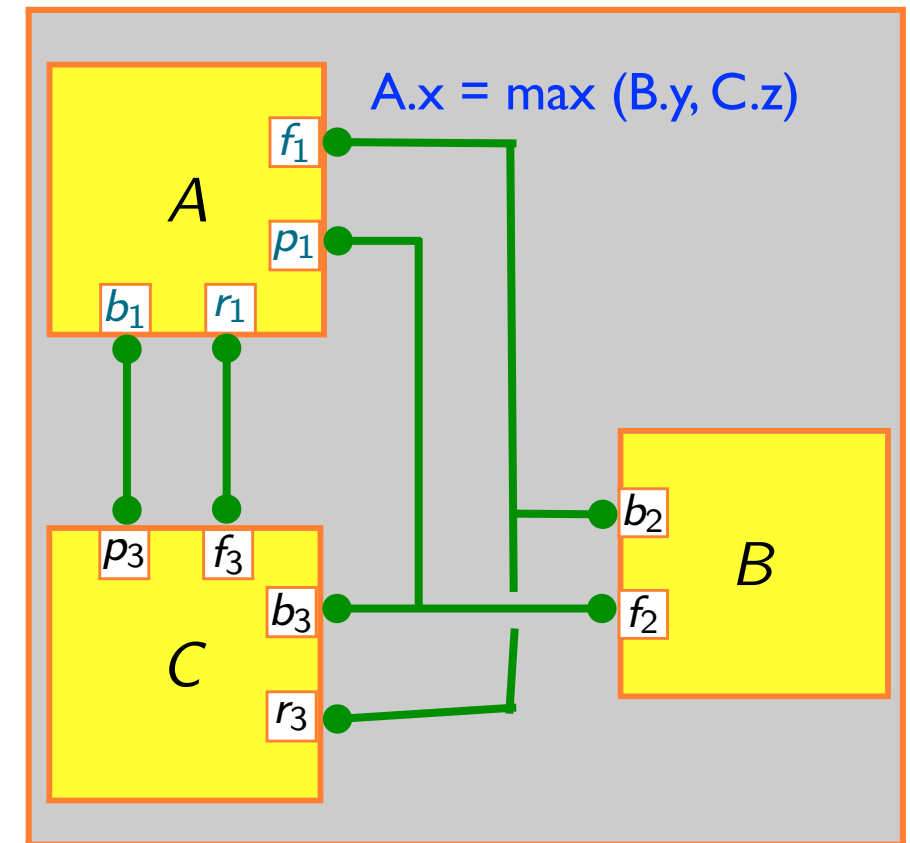 A.x = max (B.y, C.z)
f₁
A
p₁
b₁ r₁
b₂
p₃ f₃
B
b₃ f₂
C
r₃